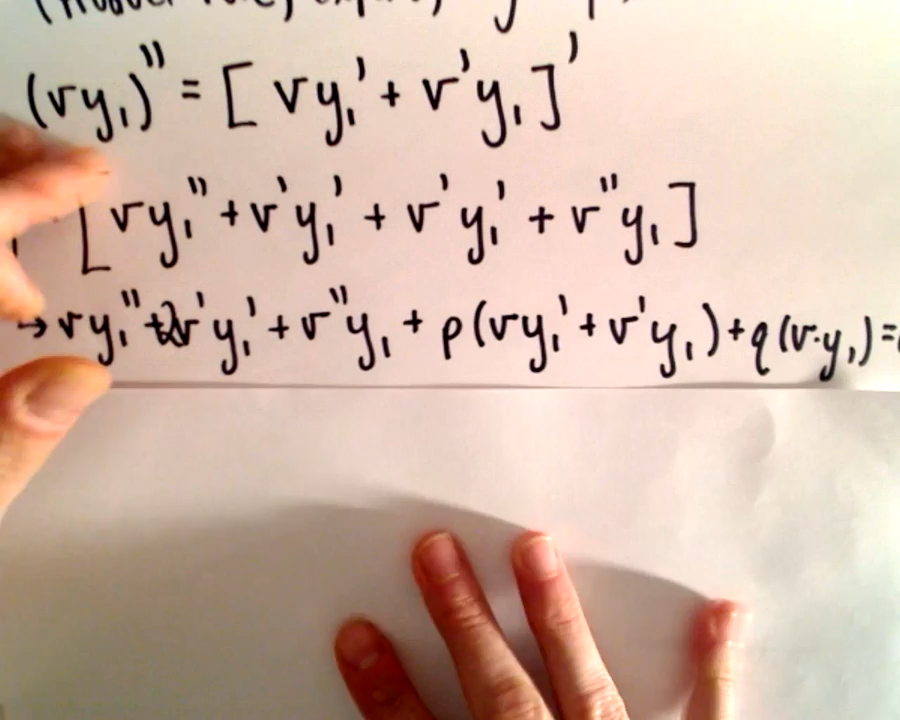 (vy₁)'' = [ vy₁' + v'y₁ ]'
[ vy₁'' + v'y₁' + v'y₁' + v''y₁ ]
→ vy₁'' + 2v'y₁' + v''y₁ + p(vy₁' + v'y₁) + q(v·y₁) =